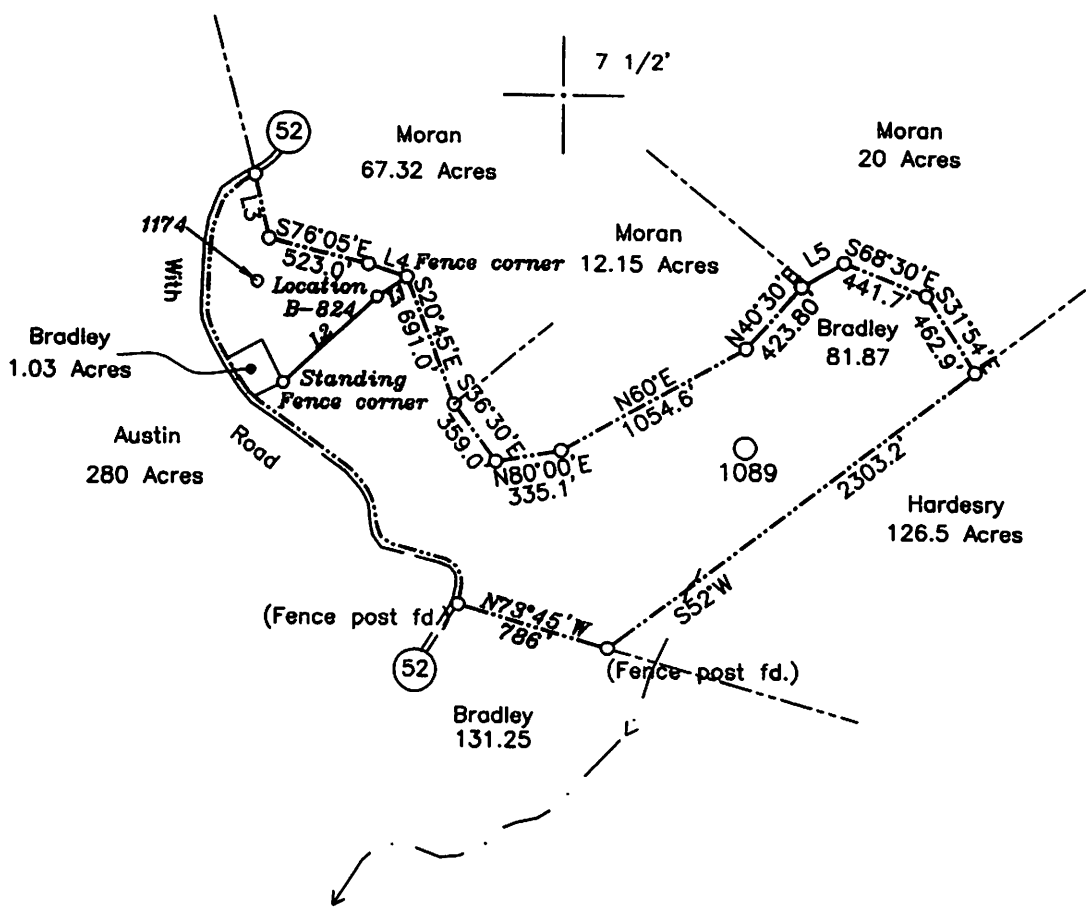 7 1/2'
52
Moran
67.32 Acres
Moran
20 Acres
L3
1174
S76°05'E
523.0'
L4
Fence corner
Moran
12.15 Acres
L5
S68°30'E
441.7'
S31°54'E
462.9'
With
Location
B-824
L2
S20°45'E
691.0'
N40°30'E
423.80
Bradley
81.87
Bradley
1.03 Acres
Standing
Fence corner
S36°30'E
359.0'
N60°E
1054.6'
Austin
280 Acres
Road
N80°00'E
335.1'
1089
2303.2'
S52°W
Hardesry
126.5 Acres
(Fence post fd.)
N73°45'W
786'
52
(Fence post fd.)
Bradley
131.25